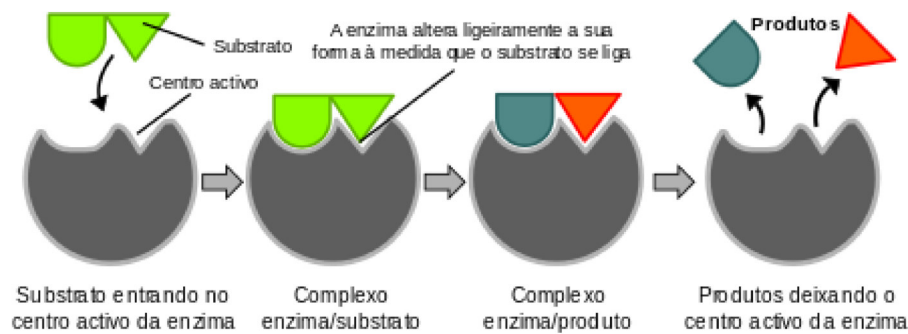 Substrato
Centro activo
A enzima altera ligeiramente a sua
forma à medida que o substrato se liga
Produtos
Substrato entrando no
centro activo da enzima
Complexo
enzima/substrato
Complexo
enzima/produto
Produtos deixando o
centro activo da enzima